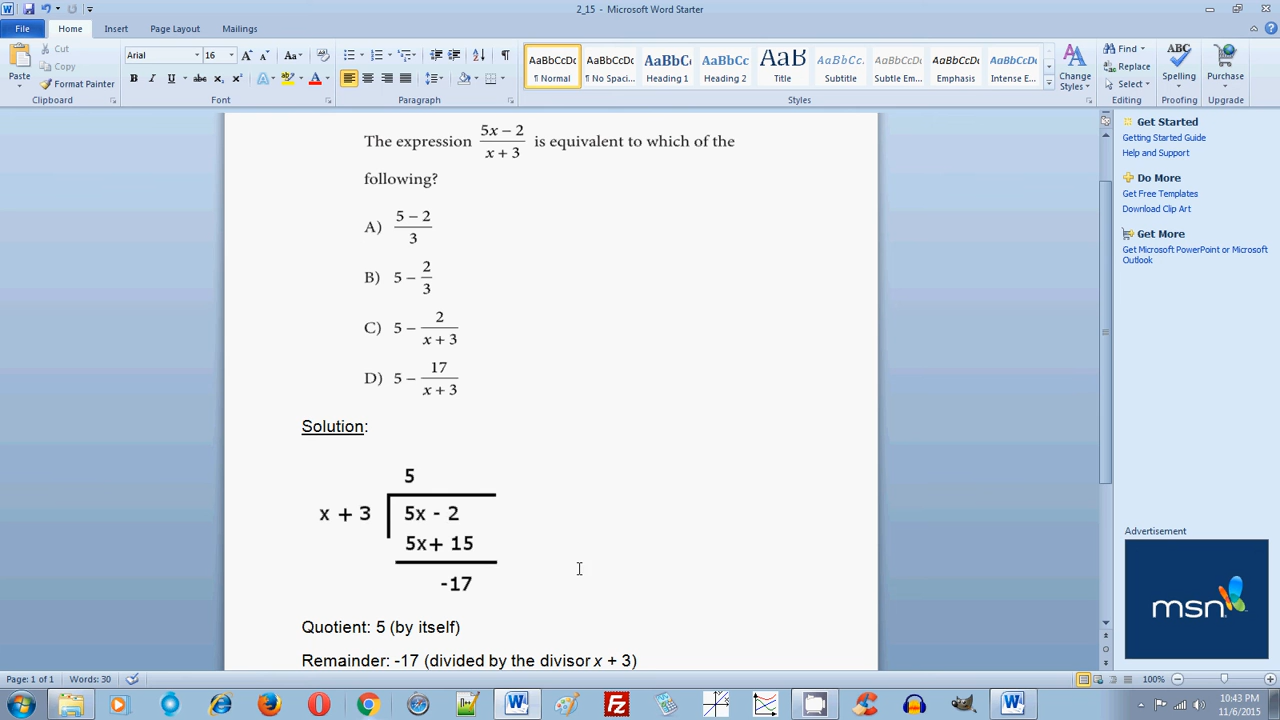 2_15 - Microsoft Word Starter
File Home Insert Page Layout Mailings
Paste
Cut
Copy
Format Painter
Clipboard
Arial 16
Font
Paragraph
AaBbCcDc AaBbCcDc AaBbC AaBbCc AaB AaBbCc. AaBbCcDc AaBbCcDc AaBbCcDc
¶ Normal ¶ No Spaci... Heading 1 Heading 2 Title Subtitle Subtle Em... Emphasis Intense E...
Styles
Change Styles
Find
Replace
Select
Editing
Spelling
Proofing
Purchase
Upgrade
The expression 5x − 2 / x + 3 is equivalent to which of the
following?
A) 5 − 2 / 3
B) 5 − 2/3
C) 5 − 2 / x + 3
D) 5 − 17 / x + 3
Solution:
5
x + 3 5x - 2
5x+ 15
-17
Quotient: 5 (by itself)
Remainder: -17 (divided by the divisor x + 3)
Get Started
Getting Started Guide
Help and Support
Do More
Get Free Templates
Download Clip Art
Get More
Get Microsoft PowerPoint or Microsoft
Outlook
Advertisement
msn
Page: 1 of 1 Words: 30
100%
10:43 PM
11/6/2015